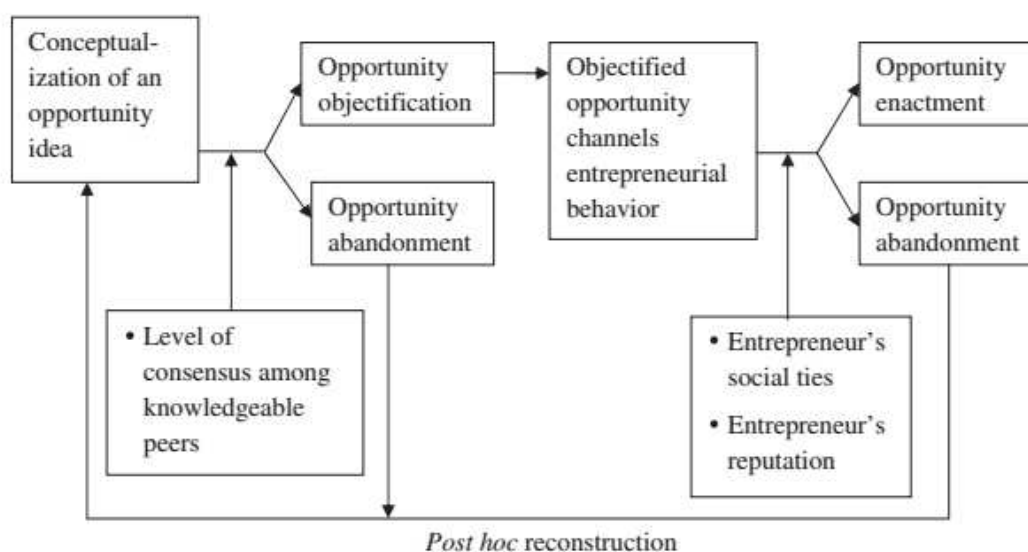 Conceptual-
ization of an
opportunity
idea
Opportunity
objectification
Opportunity
abandonment
Objectified
opportunity
channels
entrepreneurial
behavior
Opportunity
enactment
Opportunity
abandonment
• Level of
consensus among
knowledgeable
peers
• Entrepreneur's
social ties
• Entrepreneur's
reputation
Post hoc reconstruction